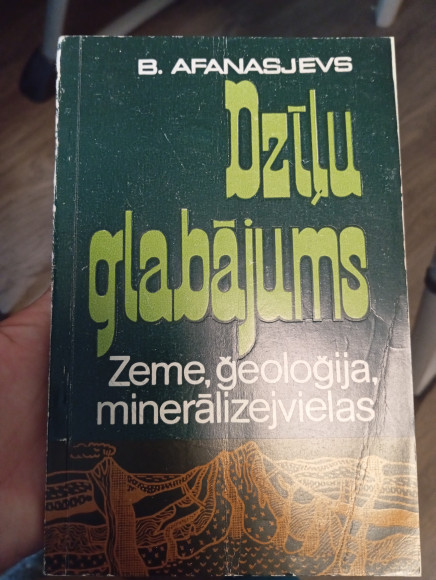 B. AFANASJEVS
Dzīļu
glabājums
Zeme, ģeoloģija,
minerālizejvielas